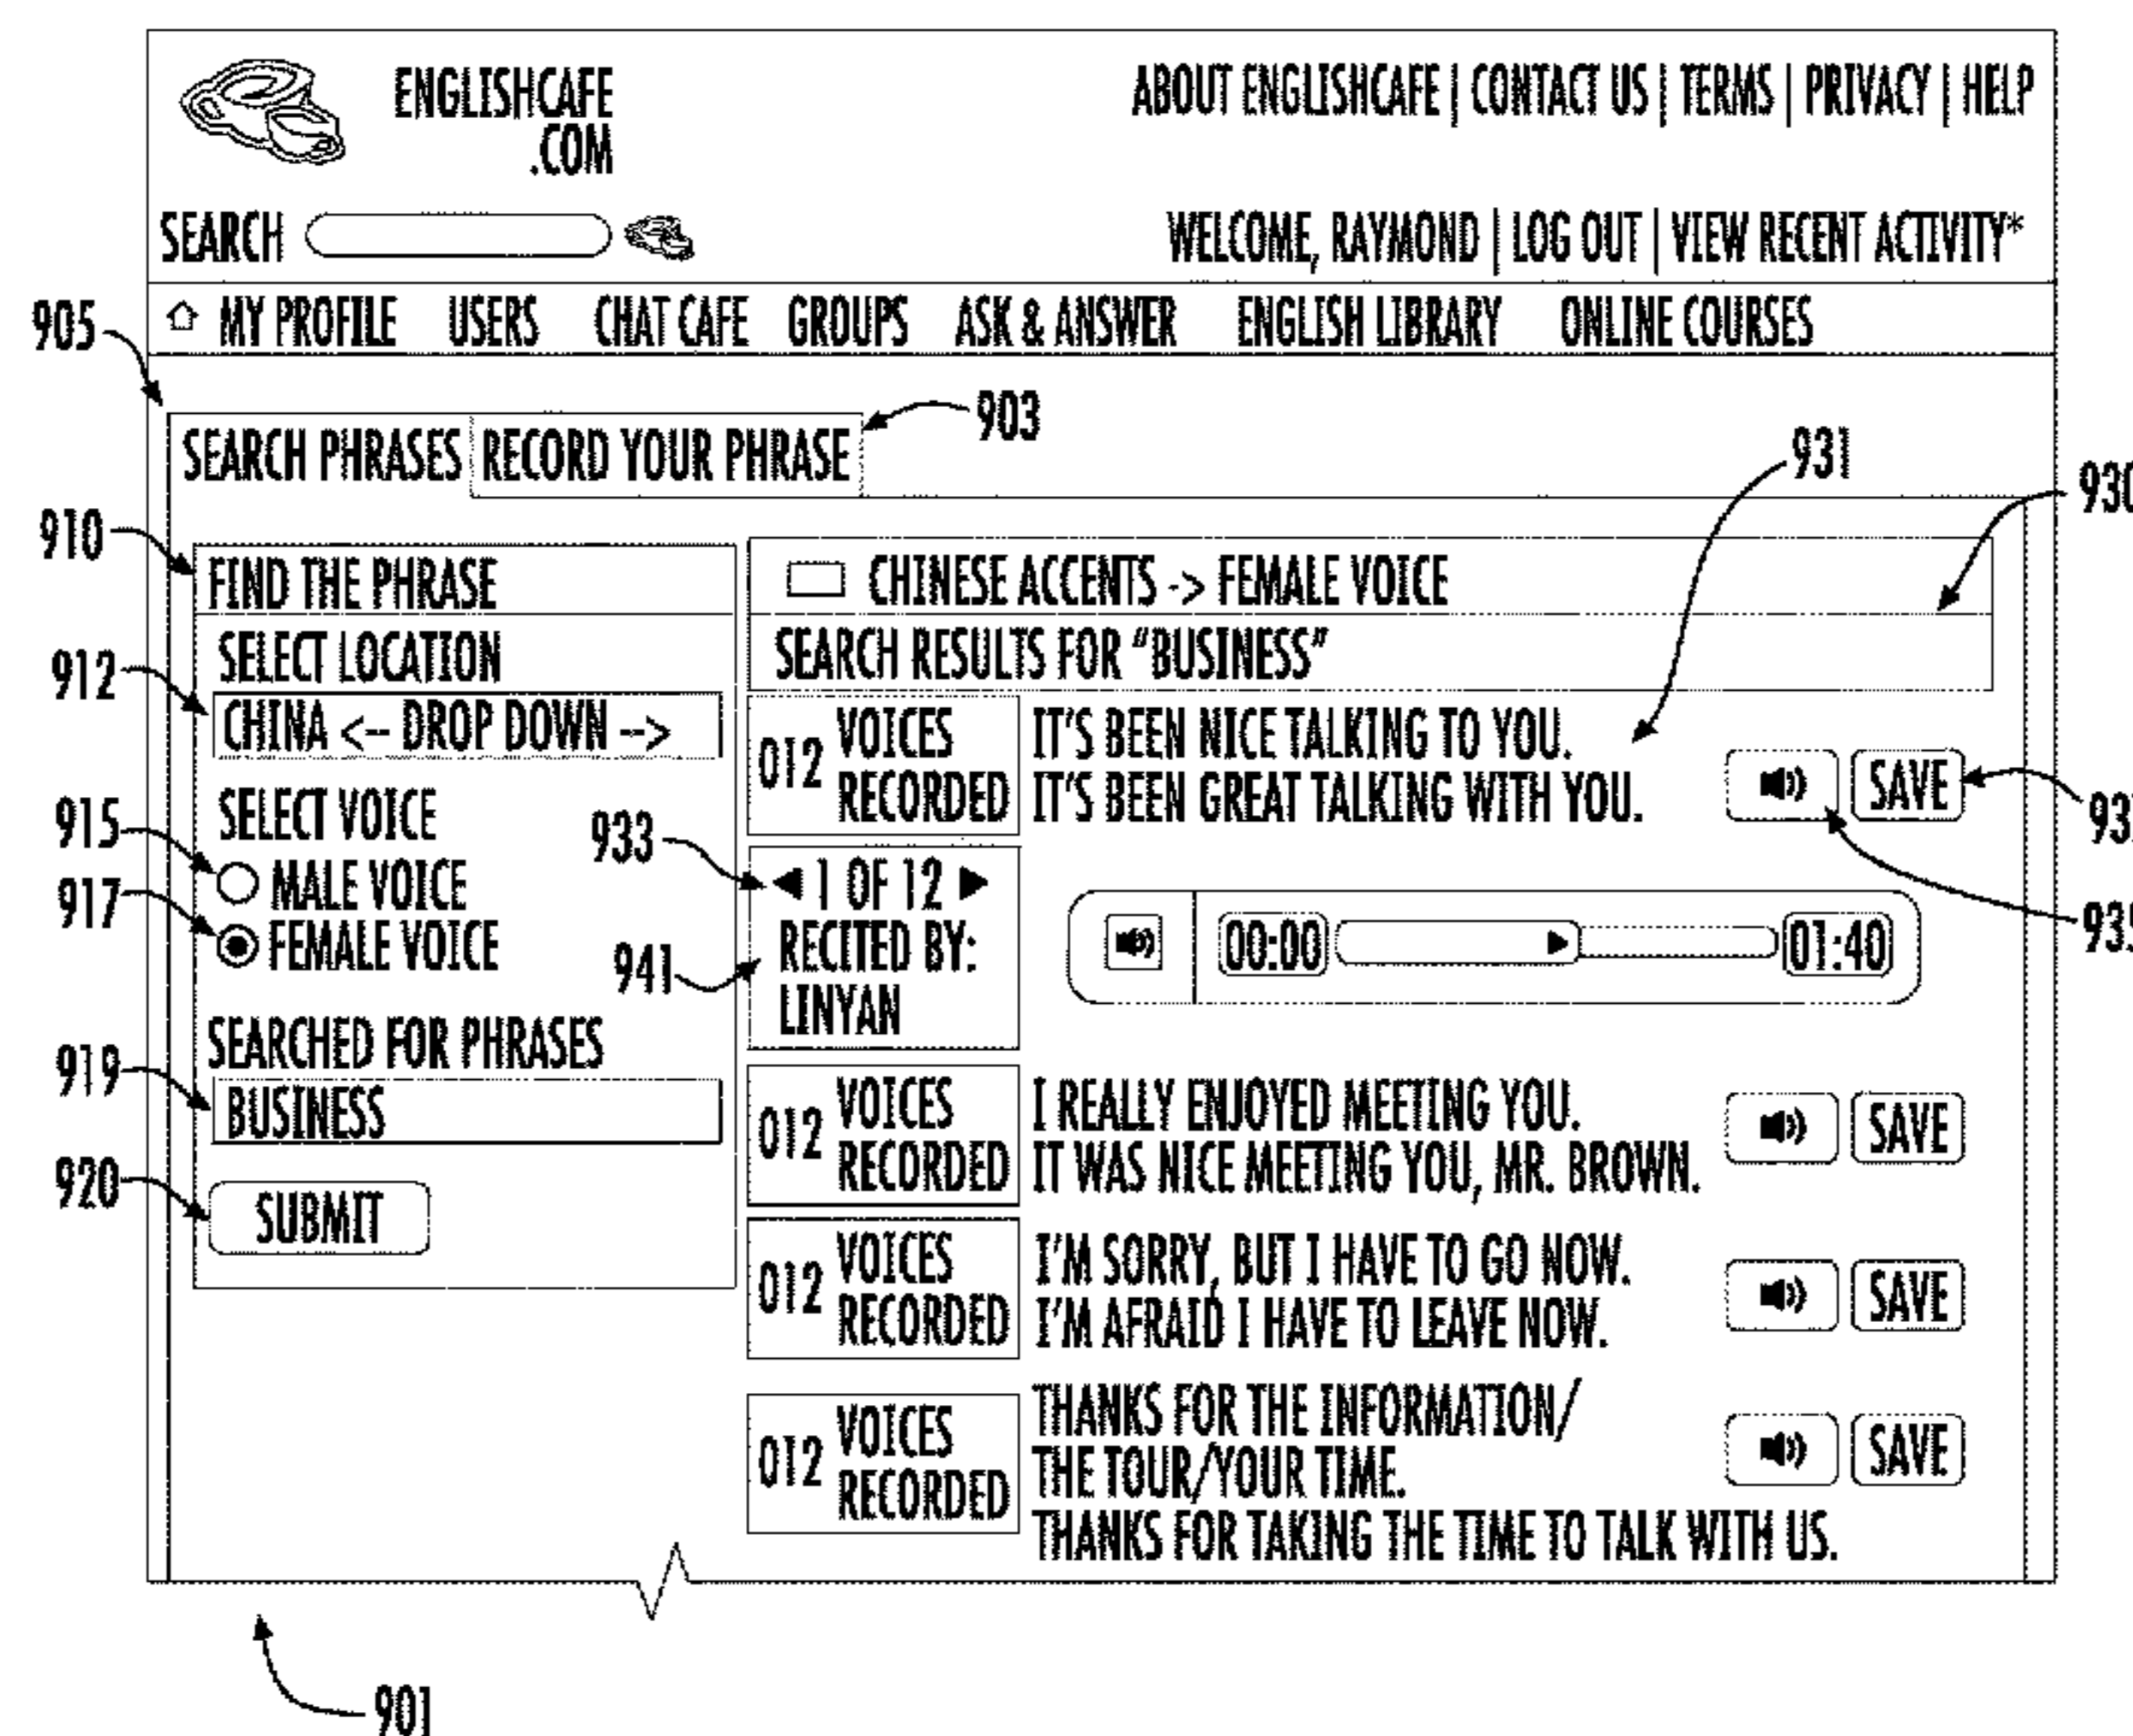 ENGLISHCAFE
.COM
ABOUT ENGLISHCAFE | CONTACT US | TERMS | PRIVACY | HELP
SEARCH
WELCOME, RAYMOND | LOG OUT | VIEW RECENT ACTIVITY*
905
MY PROFILE USERS CHAT CAFE GROUPS ASK & ANSWER ENGLISH LIBRARY ONLINE COURSES
SEARCH PHRASES RECORD YOUR PHRASE
903
931
930
910
FIND THE PHRASE
912
SELECT LOCATION
CHINA <-- DROP DOWN -->
SELECT VOICE
915
MALE VOICE
917
FEMALE VOICE
SEARCHED FOR PHRASES
919
BUSINESS
920
SUBMIT
CHINESE ACCENTS -> FEMALE VOICE
SEARCH RESULTS FOR "BUSINESS"
012 VOICES RECORDED
IT'S BEEN NICE TALKING TO YOU.
IT'S BEEN GREAT TALKING WITH YOU.
SAVE
933
1 OF 12
941
RECITED BY:
LINYAN
00:00
01:40
935
012 VOICES RECORDED
I REALLY ENJOYED MEETING YOU.
IT WAS NICE MEETING YOU, MR. BROWN.
SAVE
012 VOICES RECORDED
I'M SORRY, BUT I HAVE TO GO NOW.
I'M AFRAID I HAVE TO LEAVE NOW.
SAVE
012 VOICES RECORDED
THANKS FOR THE INFORMATION/
THE TOUR/YOUR TIME.
THANKS FOR TAKING THE TIME TO TALK WITH US.
SAVE
901